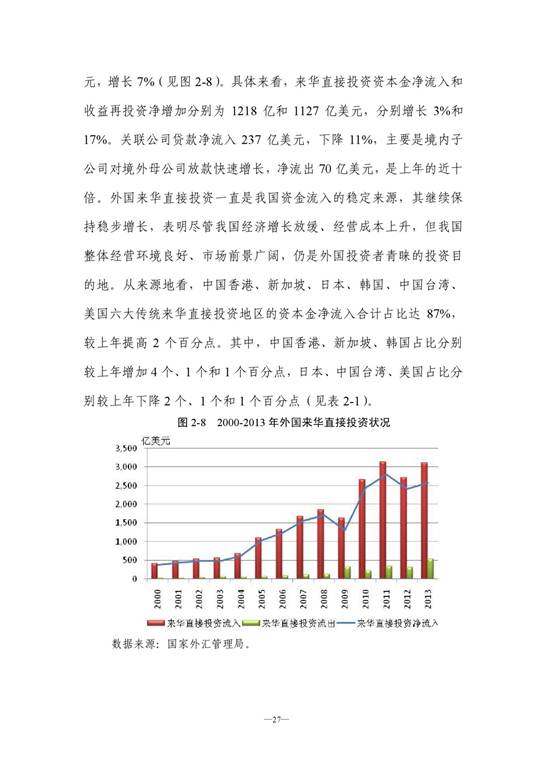 元，增长 7%（见图 2-8）。具体来看，来华直接投资资本金净流入和
收益再投资净增加分别为 1218 亿和 1127 亿美元，分别增长 3%和
17%。关联公司贷款净流入 237 亿美元，下降 11%，主要是境内子
公司对境外母公司放款快速增长，净流出 70 亿美元，是上年的近十
倍。外国来华直接投资一直是我国资金流入的稳定来源，其继续保
持稳步增长，表明尽管我国经济增长放缓、经营成本上升，但我国
整体经营环境良好、市场前景广阔，仍是外国投资者青睐的投资目
的地。从来源地看，中国香港、新加坡、日本、韩国、中国台湾、
美国六大传统来华直接投资地区的资本金净流入合计占比达 87%，
较上年提高 2 个百分点。其中，中国香港、新加坡、韩国占比分别
较上年增加 4 个、1 个和 1 个百分点，日本、中国台湾、美国占比分
别较上年下降 2 个、1 个和 1 个百分点（见表 2-1）。
图 2-8 2000-2013 年外国来华直接投资状况
亿美元
3,500
3,000
2,500
2,000
1,500
1,000
500
0
2000 2001 2002 2003 2004 2005 2006 2007 2008 2009 2010 2011 2012 2013
来华直接投资流入 来华直接投资流出 来华直接投资净流入
数据来源：国家外汇管理局。
—27—